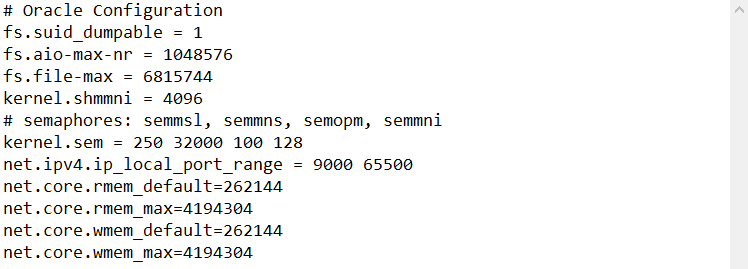 # Oracle Configuration
fs.suid_dumpable = 1
fs.aio-max-nr = 1048576
fs.file-max = 6815744
kernel.shmmni = 4096
# semaphores: semmsl, semmns, semopm, semmni
kernel.sem = 250 32000 100 128
net.ipv4.ip_local_port_range = 9000 65500
net.core.rmem_default=262144
net.core.rmem_max=4194304
net.core.wmem_default=262144
net.core.wmem_max=4194304